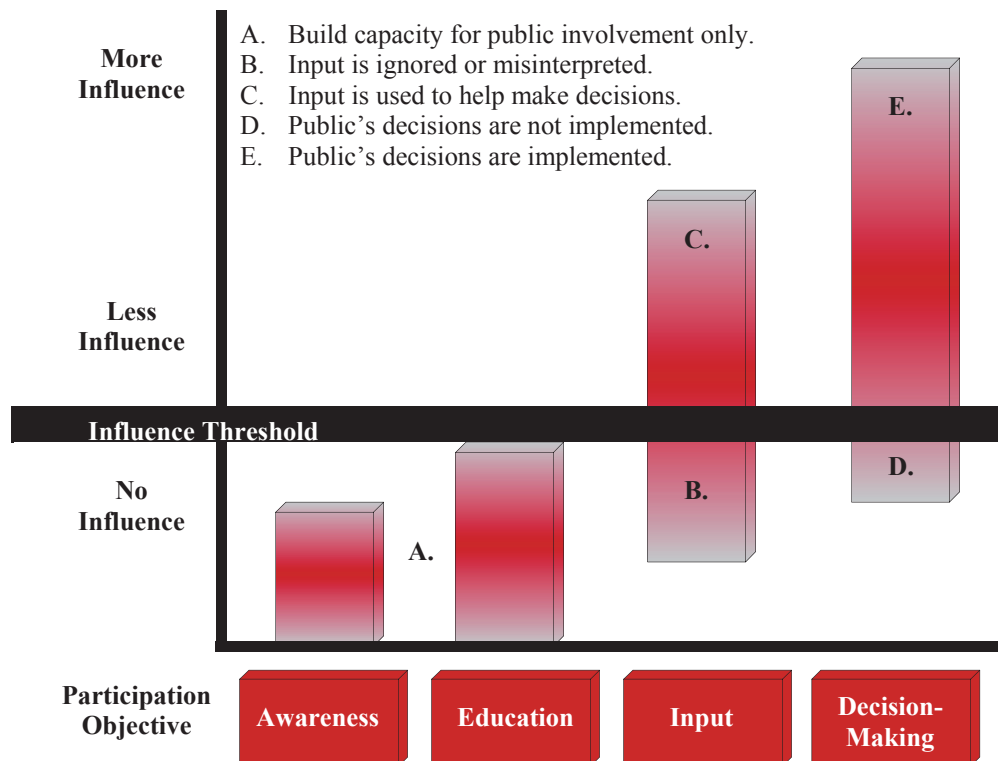 A. Build capacity for public involvement only.
B. Input is ignored or misinterpreted.
C. Input is used to help make decisions.
D. Public’s decisions are not implemented.
E. Public’s decisions are implemented.
More
Influence
E.
C.
Less
Influence
Influence Threshold
No
Influence
D.
B.
A.
Participation
Objective
Awareness
Education
Input
Decision-
Making